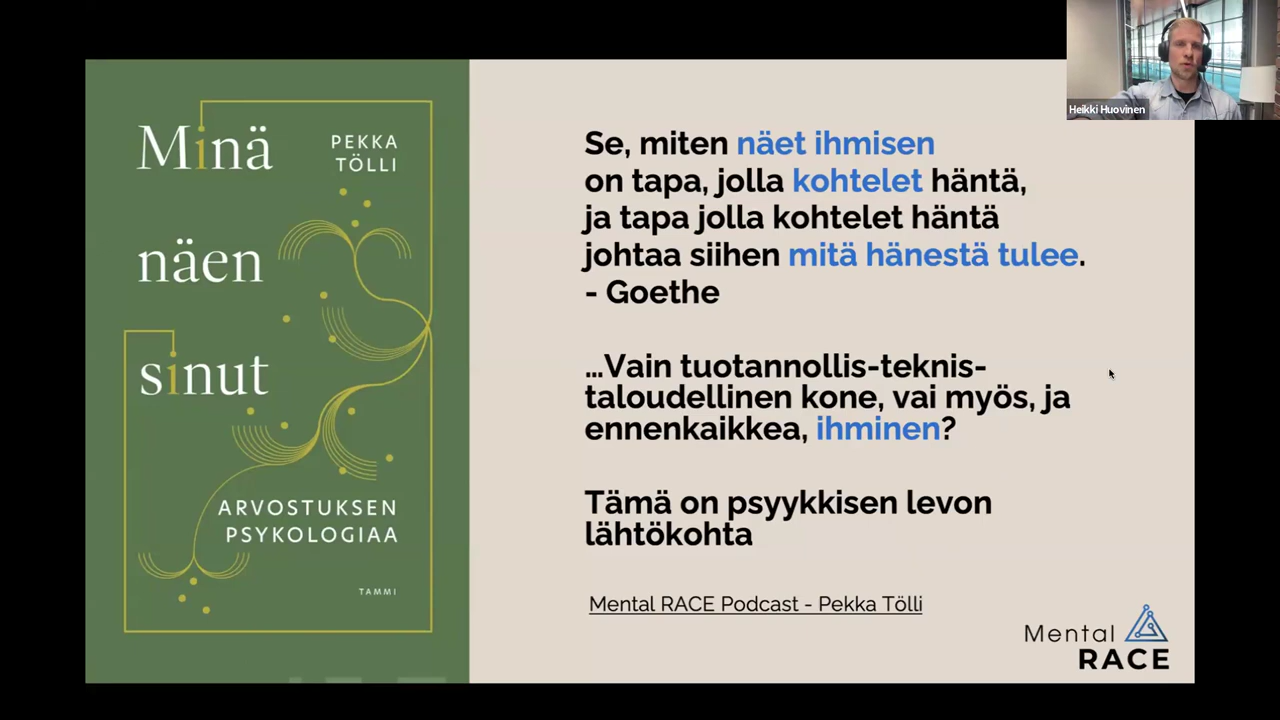 Minä
näen
sinut
PEKKA
TÖLLI
ARVOSTUKSEN
PSYKOLOGIAA
TAMMI
Se, miten näet ihmisen
on tapa, jolla kohtelet häntä,
ja tapa jolla kohtelet häntä
johtaa siihen mitä hänestä tulee.
- Goethe
...Vain tuotannollis-teknis-
taloudellinen kone, vai myös, ja
ennenkaikkea, ihminen?
Tämä on psyykkisen levon
lähtökohta
Mental RACE Podcast - Pekka Tölli
Mental
RACE
Heikki Huovinen